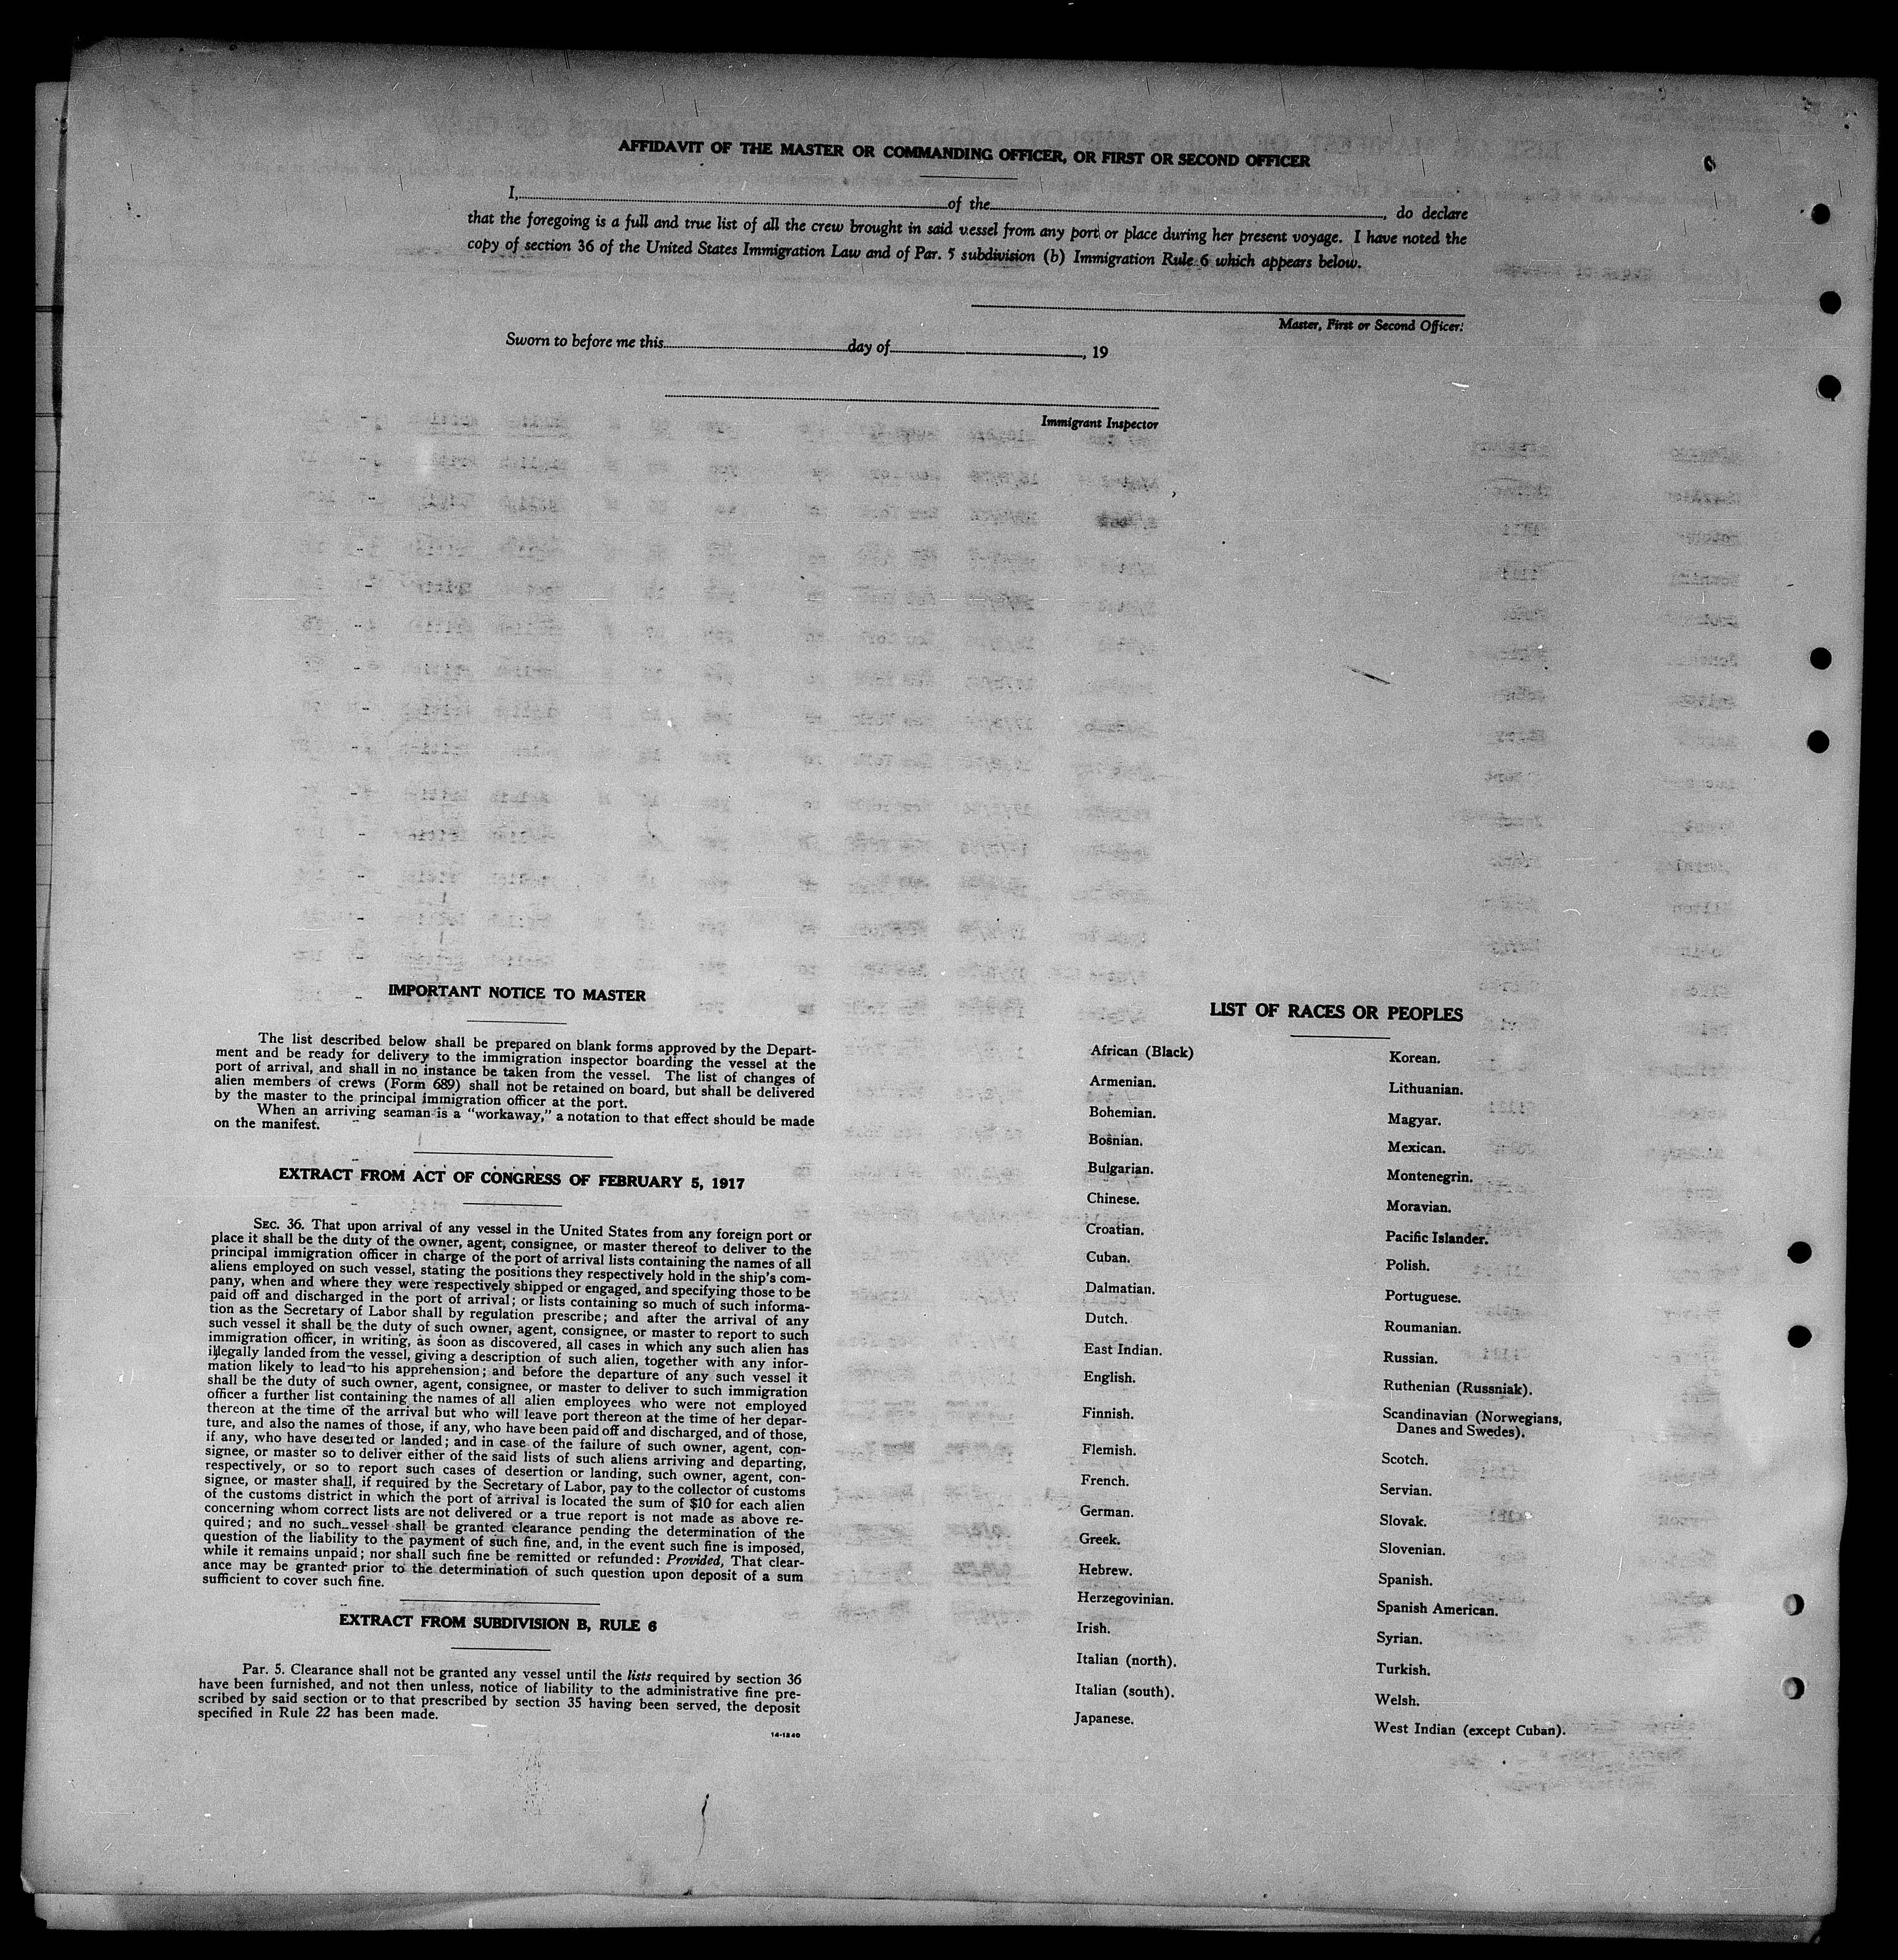 AFFIDAVIT OF THE MASTER OR COMMANDING OFFICER, OR FIRST OR SECOND OFFICER
I, of the , do declare
that the foregoing is a full and true list of all the crew brought in said vessel from any port or place during her present voyage. I have noted the
copy of section 36 of the United States Immigration Law and of Par. 5 subdivision (b) Immigration Rule 6 which appears below.
Master, First or Second Officer.
Sworn to before me this day of , 19
Immigrant Inspector
IMPORTANT NOTICE TO MASTER
The list described below shall be prepared on blank forms approved by the Depart-
ment and be ready for delivery to the immigration inspector boarding the vessel at the
port of arrival, and shall in no instance be taken from the vessel. The list of changes of
alien members of crews (Form 689) shall not be retained on board, but shall be delivered
by the master to the principal immigration officer at the port.
When an arriving seaman is a "workaway," a notation to that effect should be made
on the manifest.
EXTRACT FROM ACT OF CONGRESS OF FEBRUARY 5, 1917
SEC. 36. That upon arrival of any vessel in the United States from any foreign port or
place it shall be the duty of the owner, agent, consignee, or master thereof to deliver to the
principal immigration officer in charge of the port of arrival lists containing the names of all
aliens employed on such vessel, stating the positions they respectively hold in the ship's com-
pany, when and where they were respectively shipped or engaged, and specifying those to be
paid off and discharged in the port of arrival; or lists containing so much of such informa-
tion as the Secretary of Labor shall by regulation prescribe; and after the arrival of any
such vessel it shall be the duty of such owner, agent, consignee, or master to report to such
immigration officer, in writing, as soon as discovered, all cases in which any such alien has
illegally landed from the vessel, giving a description of such alien, together with any infor-
mation likely to lead to his apprehension; and before the departure of any such vessel it
shall be the duty of such owner, agent, consignee, or master to deliver to such immigration
officer a further list containing the names of all alien employees who were not employed
thereon at the time of the arrival but who will leave port thereon at the time of her depar-
ture, and also the names of those, if any, who have been paid off and discharged, and of those,
if any, who have deserted or landed; and in case of the failure of such owner, agent, con-
signee, or master so to deliver either of the said lists of such aliens arriving and departing,
respectively, or so to report such cases of desertion or landing, such owner, agent, con-
signee, or master shall, if required by the Secretary of Labor, pay to the collector of customs
of the customs district in which the port of arrival is located the sum of $10 for each alien
concerning whom correct lists are not delivered or a true report is not made as above re-
quired; and no such vessel shall be granted clearance pending the determination of the
question of the liability to the payment of such fine, and, in the event such fine is imposed,
while it remains unpaid; nor shall such fine be remitted or refunded: Provided, That clear-
ance may be granted prior to the determination of such question upon deposit of a sum
sufficient to cover such fine.
EXTRACT FROM SUBDIVISION B, RULE 6
Par. 5. Clearance shall not be granted any vessel until the lists required by section 36
have been furnished, and not then unless, notice of liability to the administrative fine pre-
scribed by said section or to that prescribed by section 35 having been served, the deposit
specified in Rule 22 has been made.
14-1240
LIST OF RACES OR PEOPLES
African (Black)
Armenian.
Bohemian.
Bosnian.
Bulgarian.
Chinese.
Croatian.
Cuban.
Dalmatian.
Dutch.
East Indian.
English.
Finnish.
Flemish.
French.
German.
Greek.
Hebrew.
Herzegovinian.
Irish.
Italian (north).
Italian (south).
Japanese.
Korean.
Lithuanian.
Magyar.
Mexican.
Montenegrin.
Moravian.
Pacific Islander.
Polish.
Portuguese.
Roumanian.
Russian.
Ruthenian (Russniak).
Scandinavian (Norwegians,
Danes and Swedes).
Scotch.
Servian.
Slovak.
Slovenian.
Spanish.
Spanish American.
Syrian.
Turkish.
Welsh.
West Indian (except Cuban).